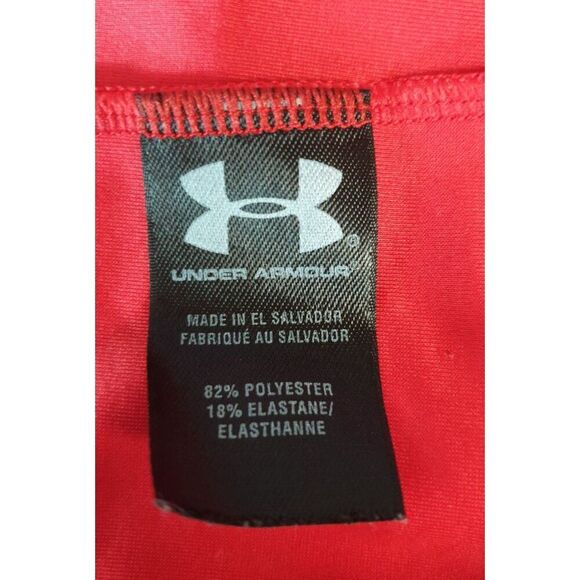 ®
UNDER ARMOUR
MADE IN EL SALVADOR
FABRIQUÉ AU SALVADOR
82% POLYESTER
18% ELASTANE/
ELASTHANNE